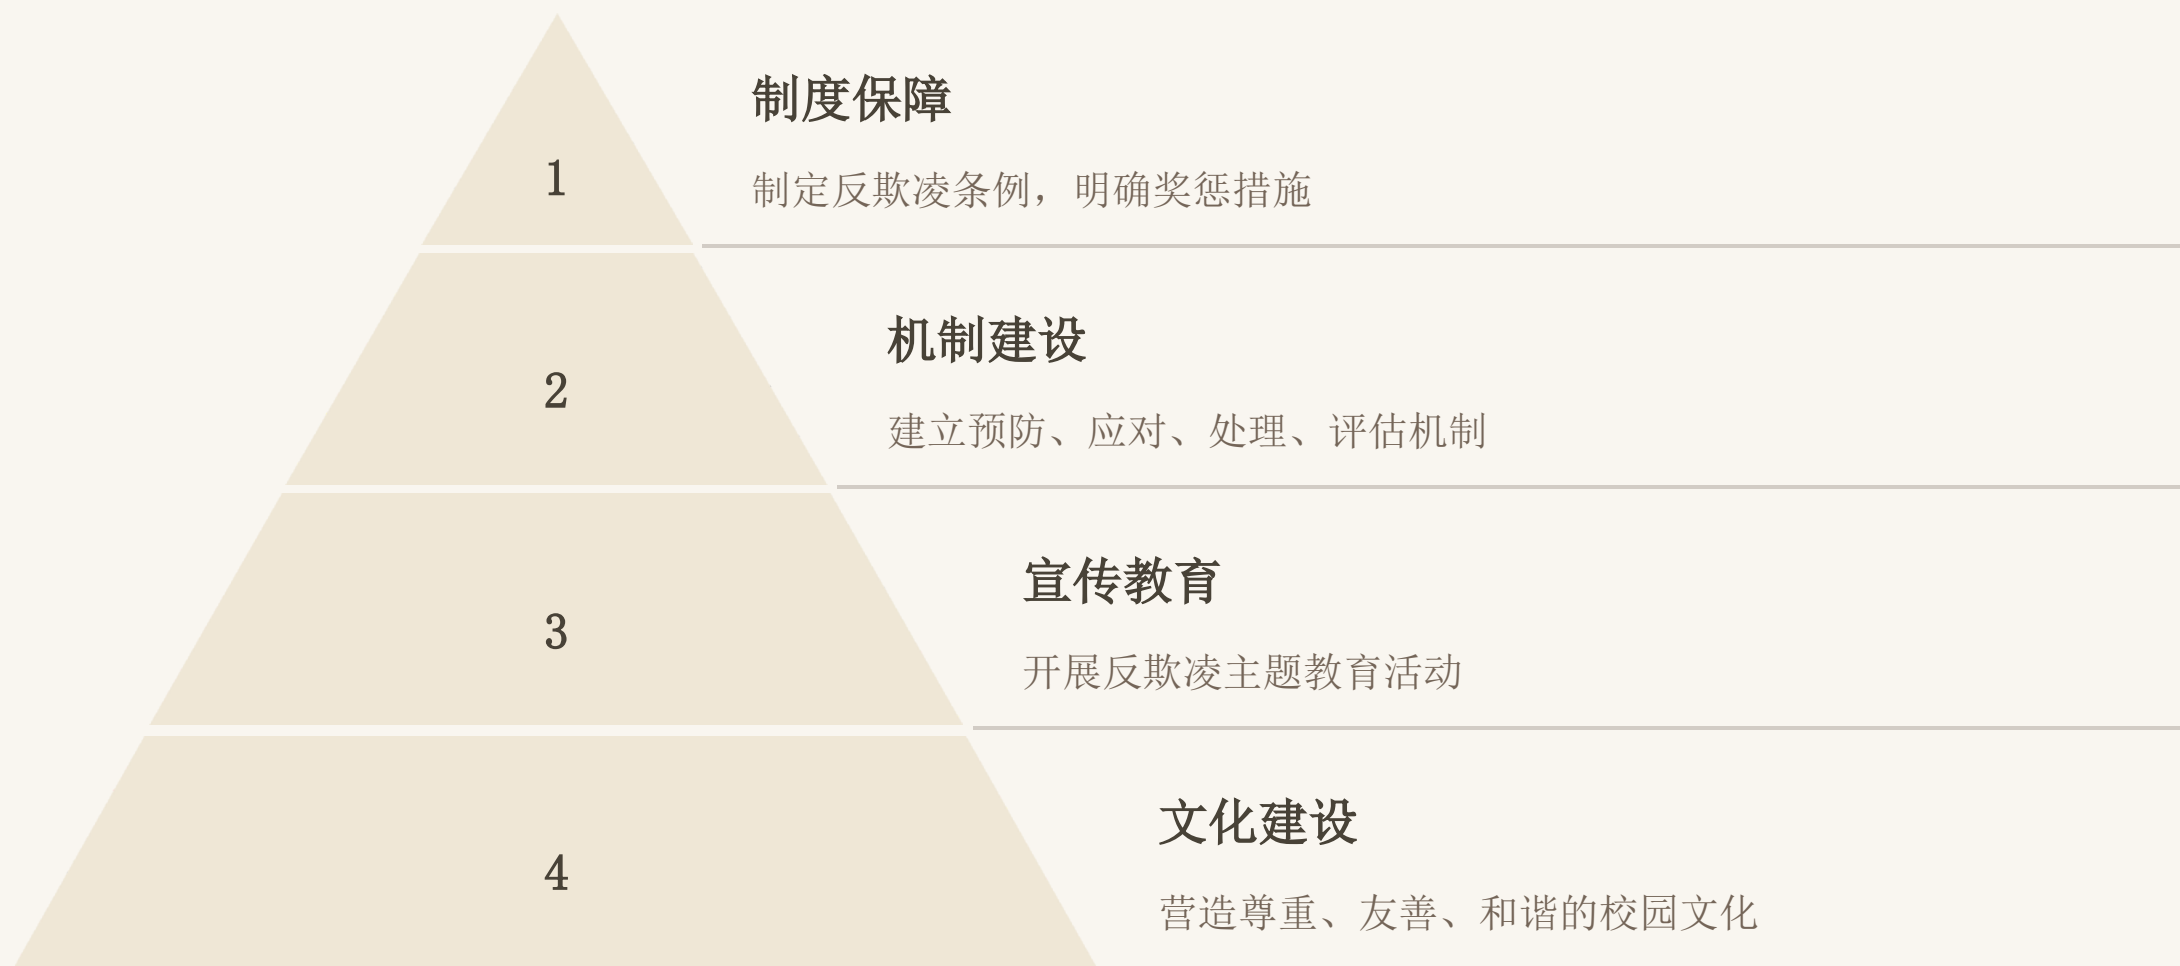 制度保障
1
制定反欺凌条例，明确奖惩措施
机制建设
2
建立预防、应对、处理、评估机制
宣传教育
3
开展反欺凌主题教育活动
文化建设
4
营造尊重、友善、和谐的校园文化